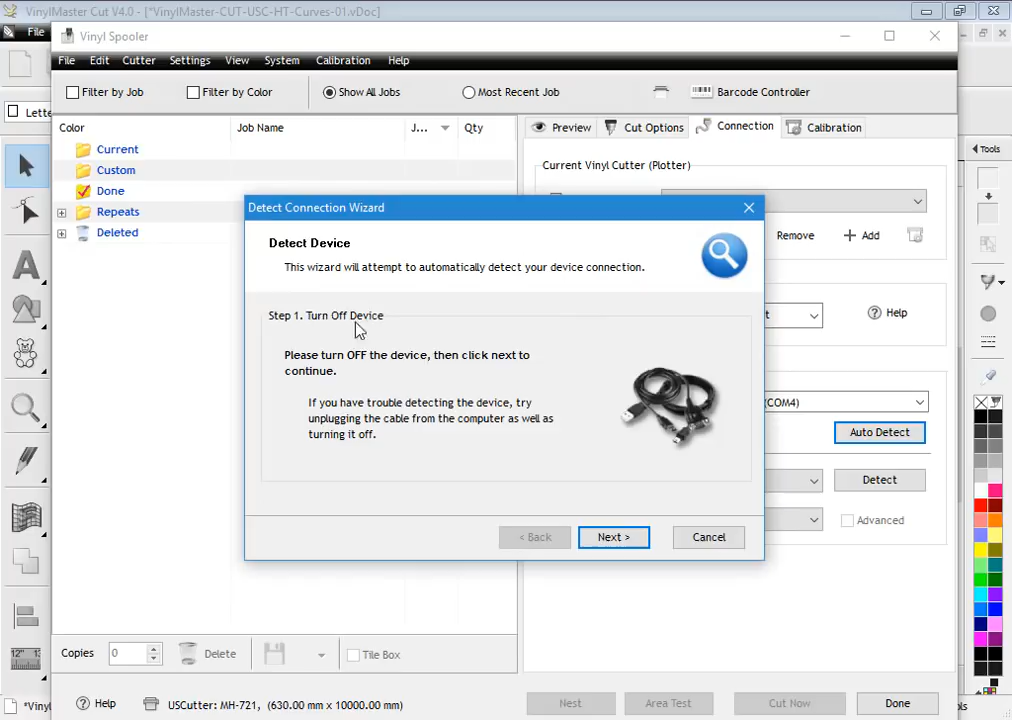 VinylMaster Cut V4.0 - [*VinylMaster-CUT-USC-HT-Curves-01.vDoc]
File
Vinyl Spooler
File Edit Cutter Settings View System Calibration Help
Filter by Job Filter by Color Show All Jobs Most Recent Job Barcode Controller
Color Job Name J... Qty
Preview Cut Options Connection Calibration
Current
Custom
Done
Repeats
Deleted
Current Vinyl Cutter (Plotter)
Remove Add
Help
(COM4)
Auto Detect
Detect
Advanced
Detect Connection Wizard
Detect Device
This wizard will attempt to automatically detect your device connection.
Step 1. Turn Off Device
Please turn OFF the device, then click next to
continue.
If you have trouble detecting the device, try
unplugging the cable from the computer as well as
turning it off.
< Back Next > Cancel
Copies 0 Delete Tile Box
Help USCutter: MH-721, (630.00 mm x 10000.00 mm)
Nest Area Test Cut Now Done
Tools
12"
*Vinyl